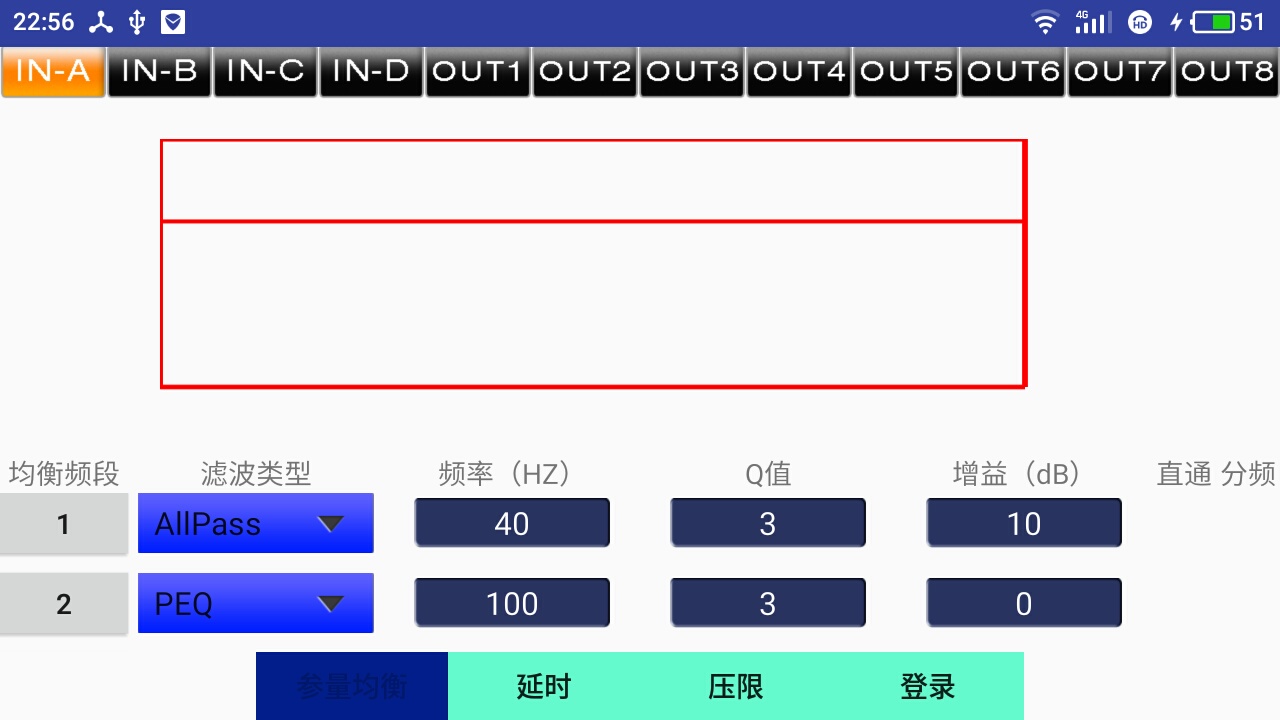 22:56 4G HD 51
IN-A IN-B IN-C IN-D OUT1 OUT2 OUT3 OUT4 OUT5 OUT6 OUT7 OUT8
均衡频段 滤波类型 频率（HZ） Q值 增益（dB） 直通 分频
1 AllPass 40 3 10
2 PEQ 100 3 0
参量均衡 延时 压限 登录